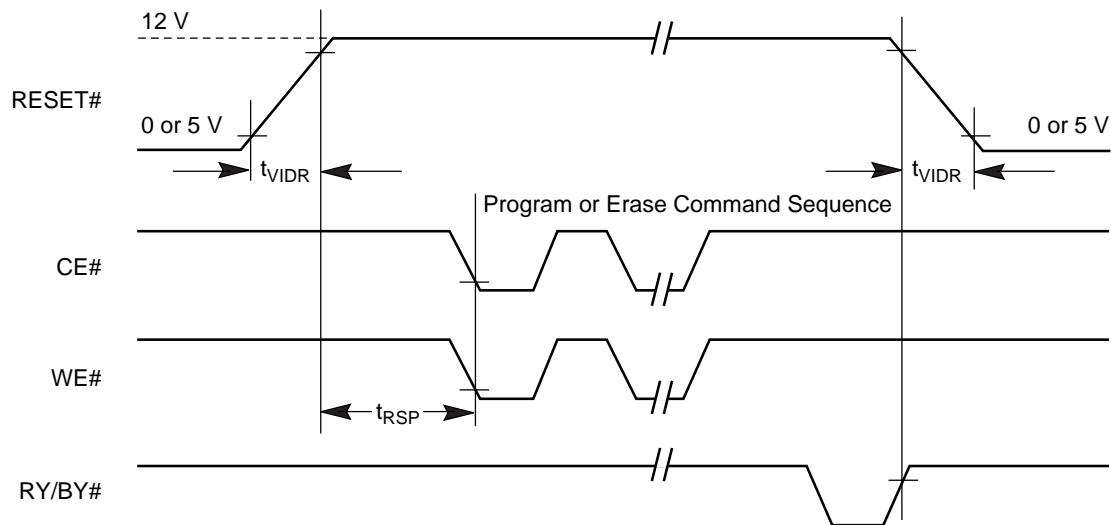 12 V
RESET#
0 or 5 V
0 or 5 V
tVIDR
tVIDR
Program or Erase Command Sequence
CE#
WE#
tRSP
RY/BY#